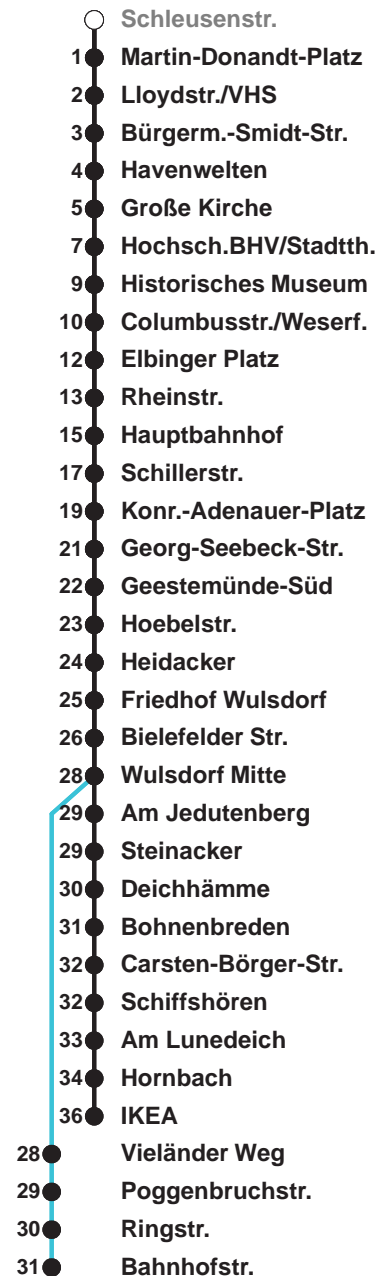 Schleusenstr.
1 Martin-Donandt-Platz
2 Lloydstr./VHS
3 Bürgerm.-Smidt-Str.
4 Havenwelten
5 Große Kirche
7 Hochsch.BHV/Stadtth.
9 Historisches Museum
10 Columbusstr./Weserf.
12 Elbinger Platz
13 Rheinstr.
15 Hauptbahnhof
17 Schillerstr.
19 Konr.-Adenauer-Platz
21 Georg-Seebeck-Str.
22 Geestemünde-Süd
23 Hoebelstr.
24 Heidacker
25 Friedhof Wulsdorf
26 Bielefelder Str.
28 Wulsdorf Mitte
29 Am Jedutenberg
29 Steinacker
30 Deichhämme
31 Bohnenbreden
32 Carsten-Börger-Str.
32 Schiffshören
33 Am Lunedeich
34 Hornbach
36 IKEA
28 Vieländer Weg
29 Poggenbruchstr.
30 Ringstr.
31 Bahnhofstr.